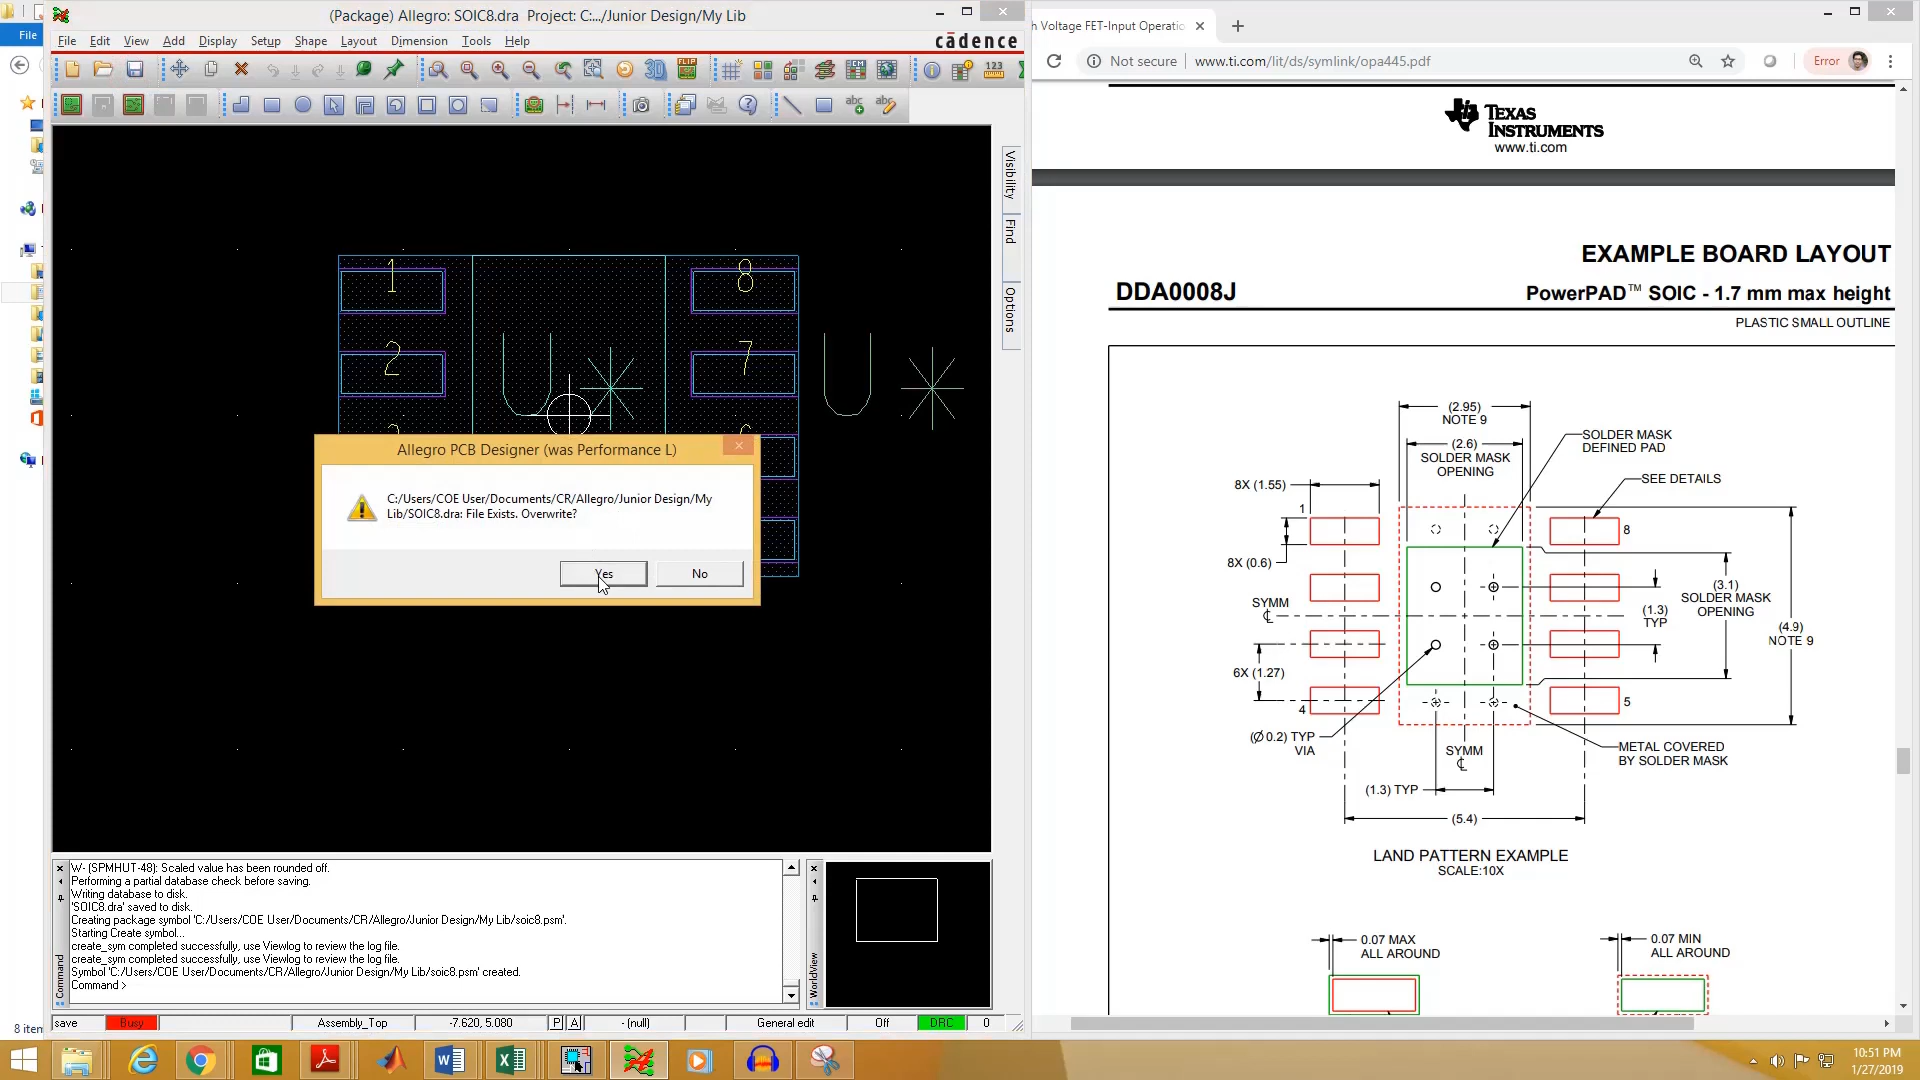 (Package) Allegro: SOIC8.dra  Project: C:.../Junior Design/My Lib
File Edit View Add Display Setup Shape Layout Dimension Tools Help
cādence
File
Visibility
Find
Options
1
8
2
7
U*
U*
Allegro PCB Designer (was Performance L)
C:/Users/COE User/Documents/CR/Allegro/Junior Design/My
Lib/SOIC8.dra: File Exists. Overwrite?
Yes
No
W- (SPMHUT-48): Scaled value has been rounded off.
Performing a partial database check before saving.
Writing database to disk.
'SOIC8.dra' saved to disk.
Creating package symbol 'C:/Users/COE User/Documents/CR/Allegro/Junior Design/My Lib/soic8.psm'.
Starting Create symbol...
create_sym completed successfully, use Viewlog to review the log file.
create_sym completed successfully, use Viewlog to review the log file.
Symbol 'C:/Users/COE User/Documents/CR/Allegro/Junior Design/My Lib/soic8.psm' created.
Command >
Command
WorldView
save
Busy
Assembly_Top
-7.620, 5.080
P
A
- (null)
General edit
Off
DRC
0
8 item
h Voltage FET-Input Operatio
Not secure
www.ti.com/lit/ds/symlink/opa445.pdf
Error
TEXAS
INSTRUMENTS
www.ti.com
EXAMPLE BOARD LAYOUT
DDA0008J
PowerPAD™ SOIC - 1.7 mm max height
PLASTIC SMALL OUTLINE
(2.95)
NOTE 9
(2.6)
SOLDER MASK
OPENING
SOLDER MASK
DEFINED PAD
SEE DETAILS
8X (1.55)
1
8
8X (0.6)
SYMM
℄
(3.1)
SOLDER MASK
OPENING
(1.3)
TYP
(4.9)
NOTE 9
6X (1.27)
4
5
(Ø 0.2) TYP
VIA
SYMM
℄
METAL COVERED
BY SOLDER MASK
(1.3) TYP
(5.4)
LAND PATTERN EXAMPLE
SCALE:10X
0.07 MAX
ALL AROUND
0.07 MIN
ALL AROUND
10:51 PM
1/27/2019